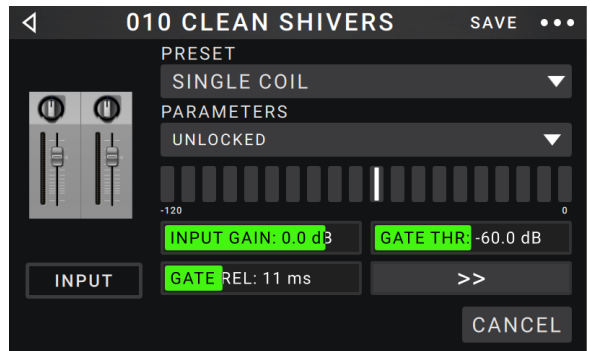 010 CLEAN SHIVERS SAVE
PRESET
SINGLE COIL
PARAMETERS
UNLOCKED
-120 0
INPUT GAIN: 0.0 dB GATE THR: -60.0 dB
INPUT GATE REL: 11 ms >>
CANCEL